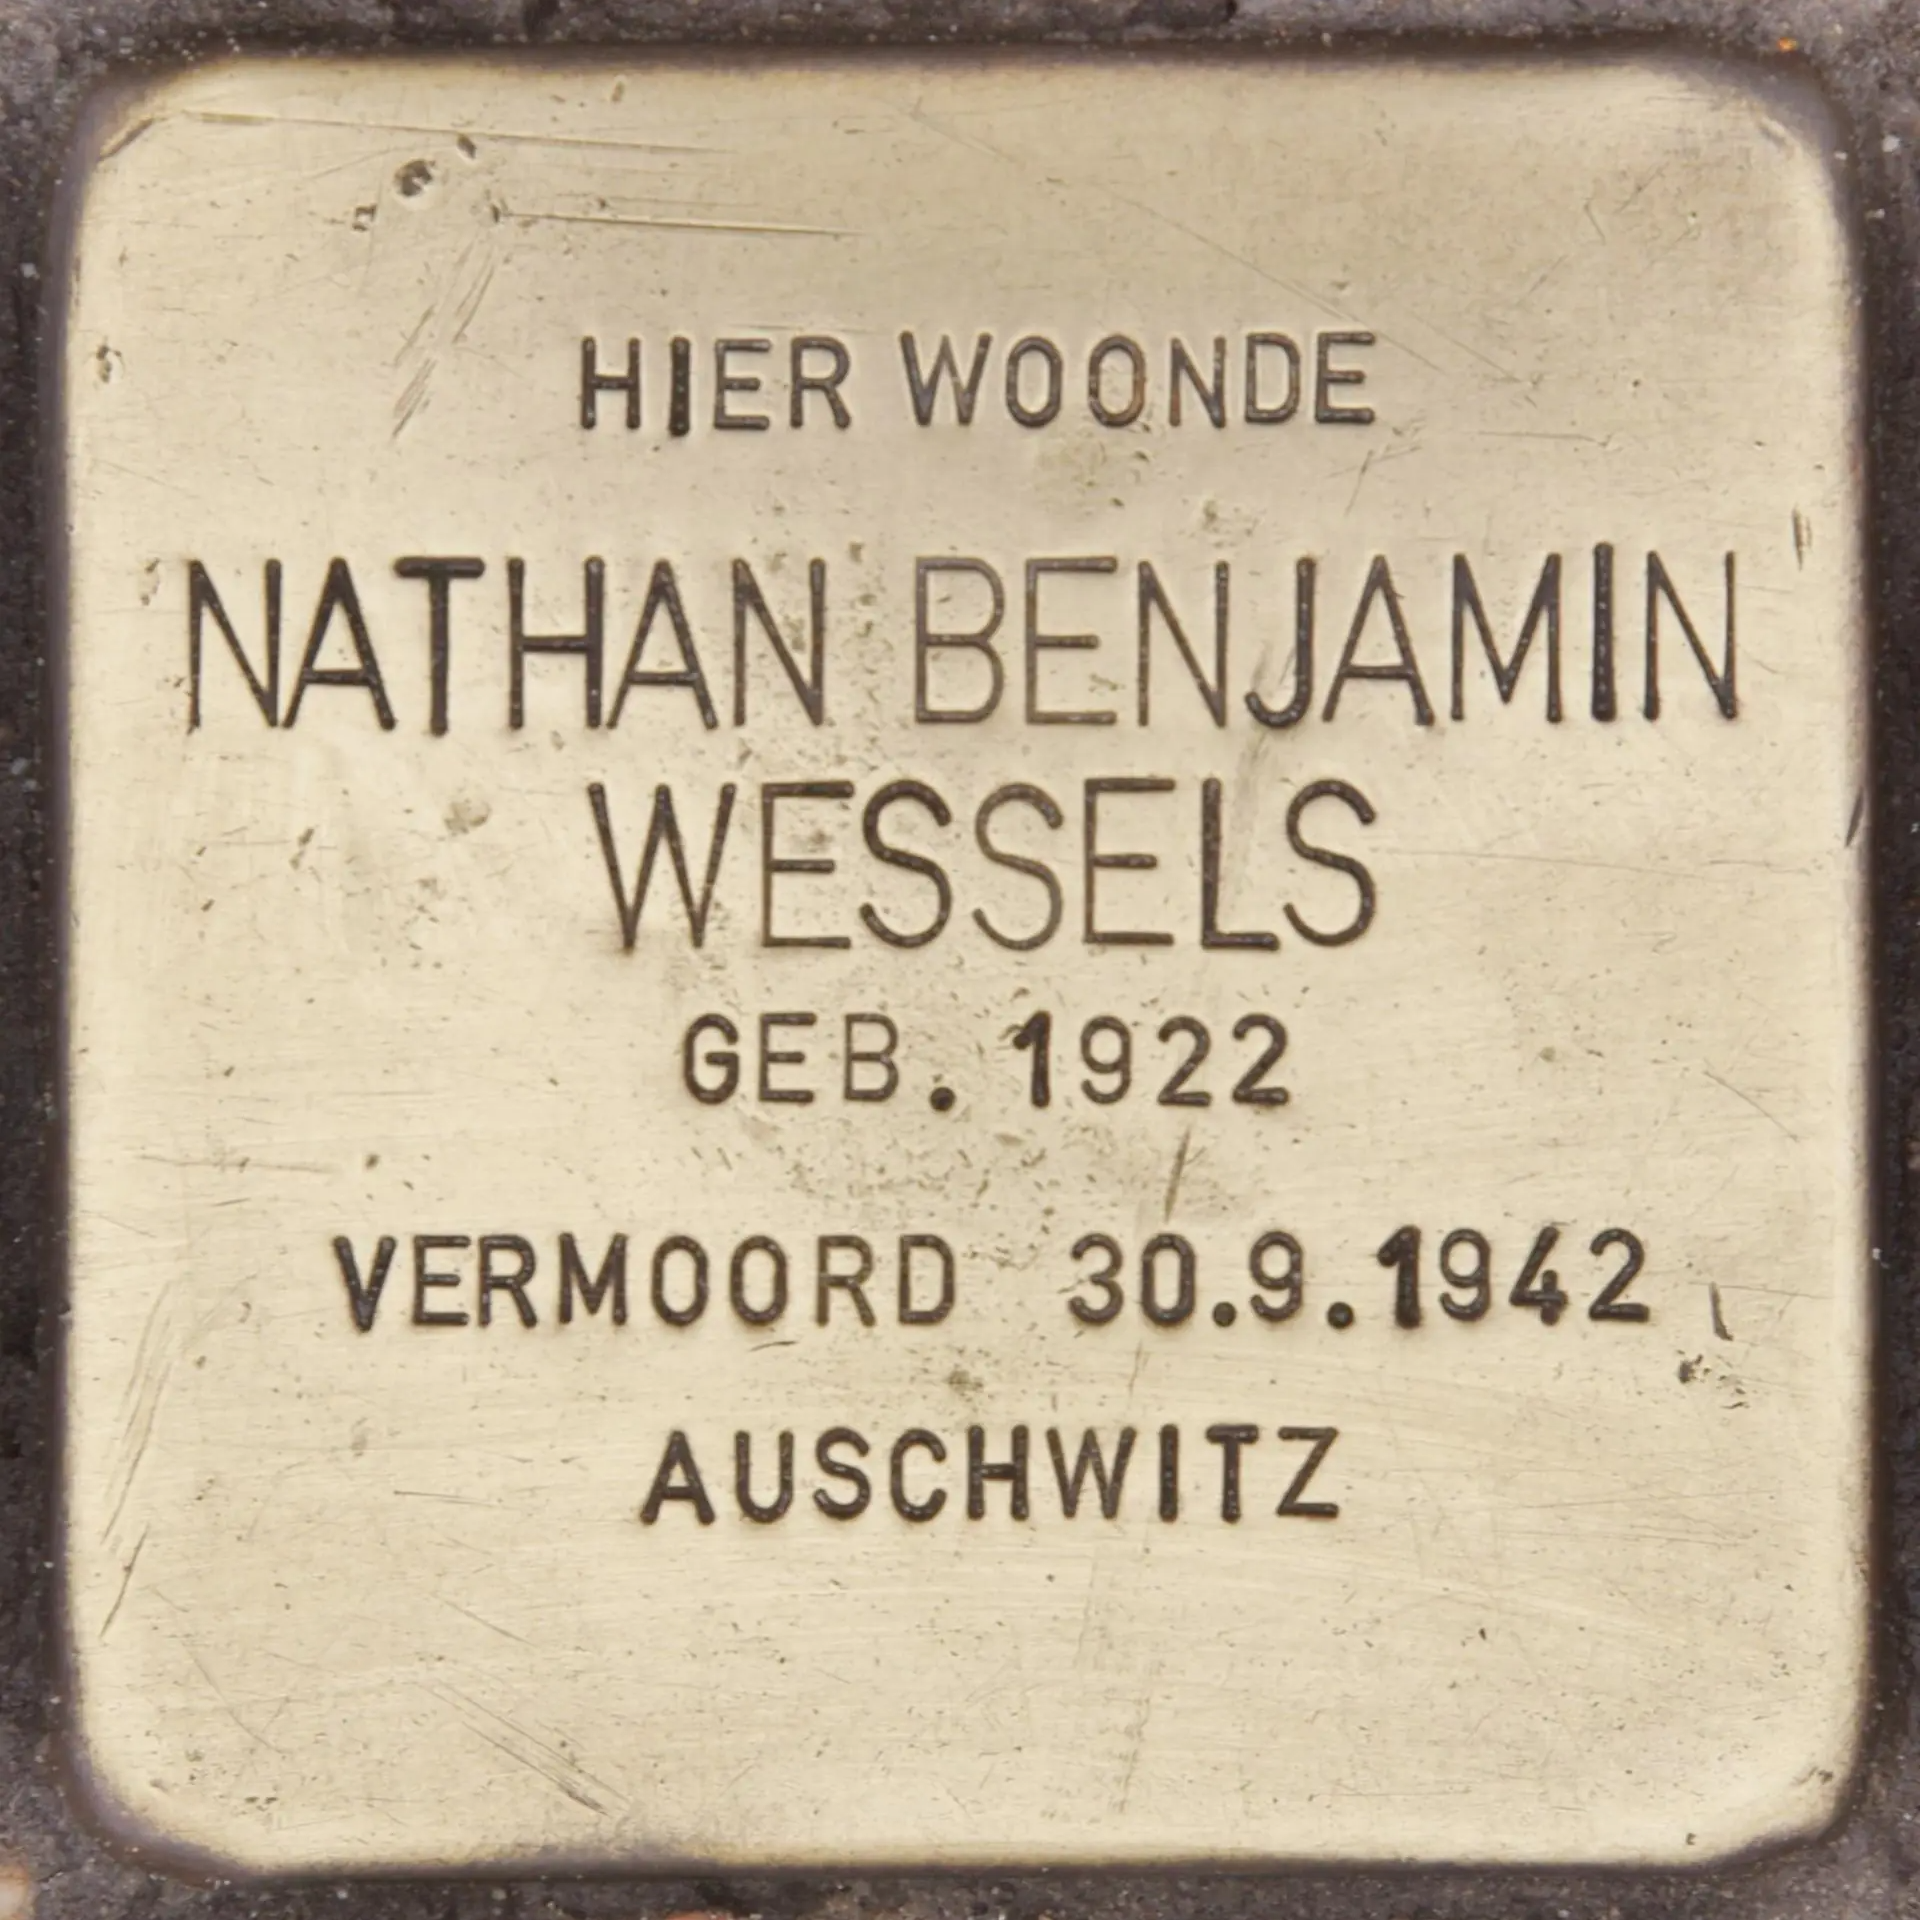 HIER WOONDE
NATHAN BENJAMIN
WESSELS
GEB. 1922
VERMOORD 30.9.1942
AUSCHWITZ